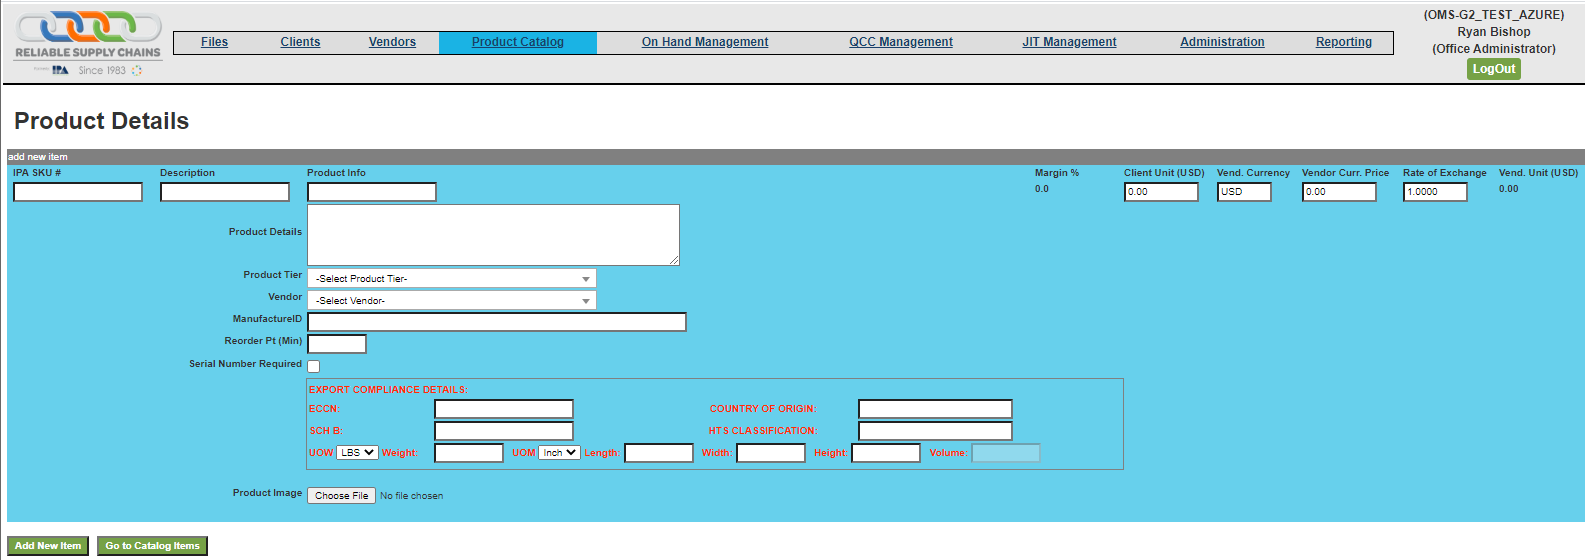 (OMS-G2_TEST_AZURE)
Ryan Bishop
(Office Administrator)
LogOut
RELIABLE SUPPLY CHAINS
IPA Since 1983
Files Clients Vendors Product Catalog On Hand Management QCC Management JIT Management Administration Reporting
Product Details
add new item
IPA SKU # Description Product Info Margin % Client Unit (USD) Vend. Currency Vendor Curr. Price Rate of Exchange Vend. Unit (USD)
0.0 0.00 USD 0.00 1.0000 0.00
Product Details
Product Tier -Select Product Tier-
Vendor -Select Vendor-
ManufactureID
Reorder Pt (Min)
Serial Number Required
EXPORT COMPLIANCE DETAILS:
ECCN: COUNTRY OF ORIGIN:
SCH B: HTS CLASSIFICATION:
UOW LBS Weight: UOM Inch Length: Width: Height: Volume:
Product Image Choose File No file chosen
Add New Item Go to Catalog Items